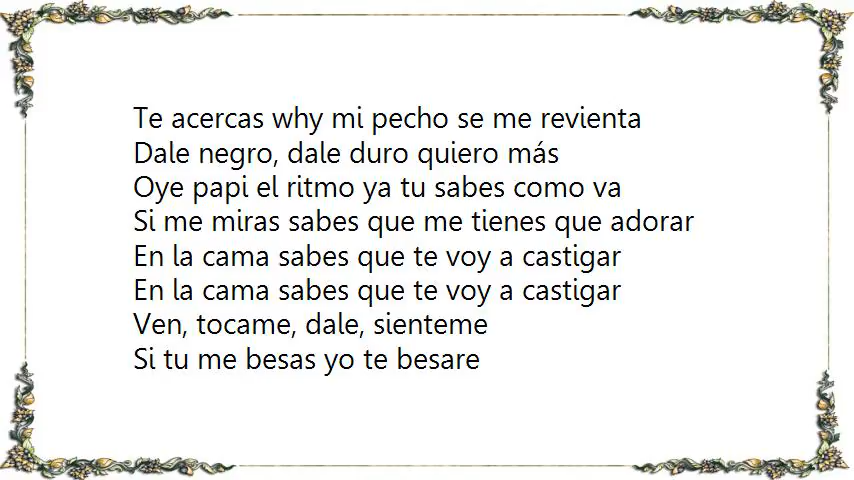 Te acercas why mi pecho se me revienta
Dale negro, dale duro quiero más
Oye papi el ritmo ya tu sabes como va
Si me miras sabes que me tienes que adorar
En la cama sabes que te voy a castigar
En la cama sabes que te voy a castigar
Ven, tocame, dale, sienteme
Si tu me besas yo te besare